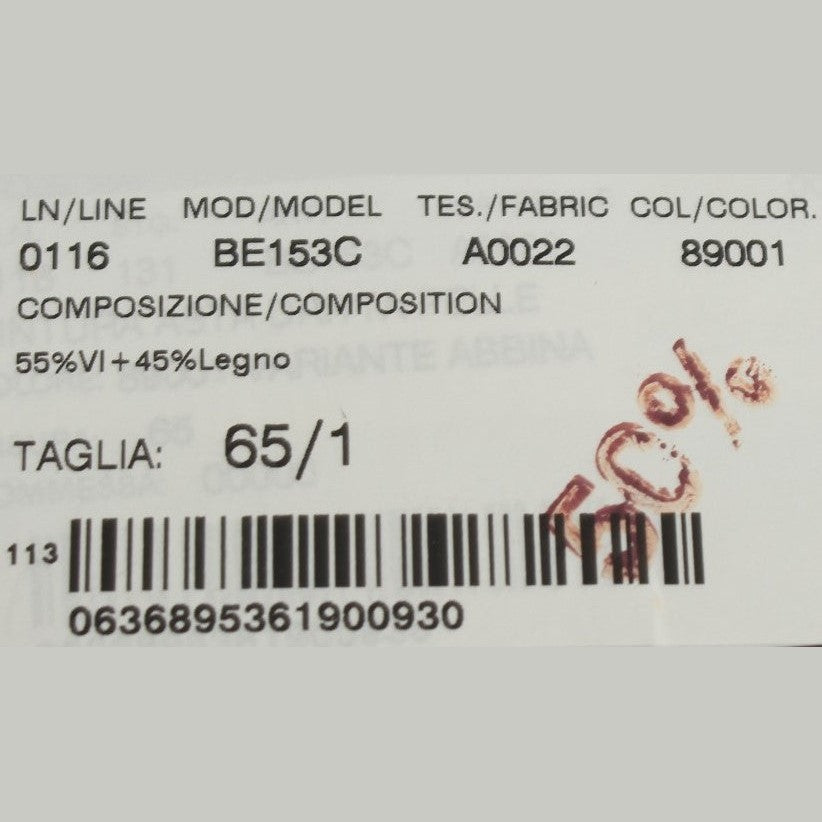 LN/LINE MOD/MODEL TES./FABRIC COL/COLOR.
0116 BE153C A0022 89001
COMPOSIZIONE/COMPOSITION
55%VI+45%Legno
50%
TAGLIA: 65/1
113
0636895361900930